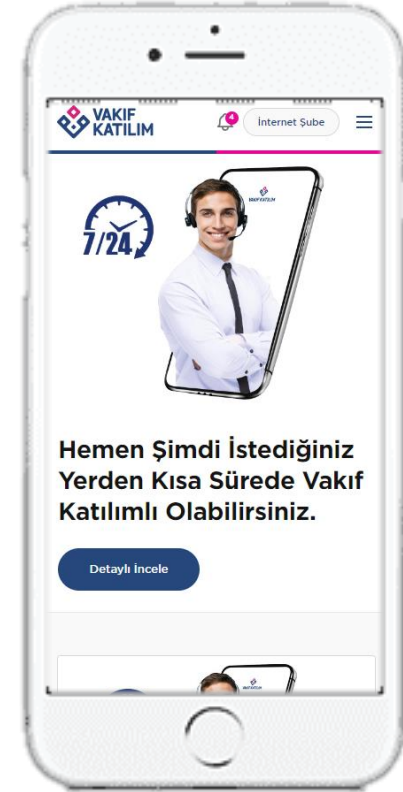 VAKIF
KATILIM
4
İnternet Şube
7/24
VAKIF KATILIM
Hemen Şimdi İstediğiniz
Yerden Kısa Sürede Vakıf
Katılımlı Olabilirsiniz.
Detaylı İncele